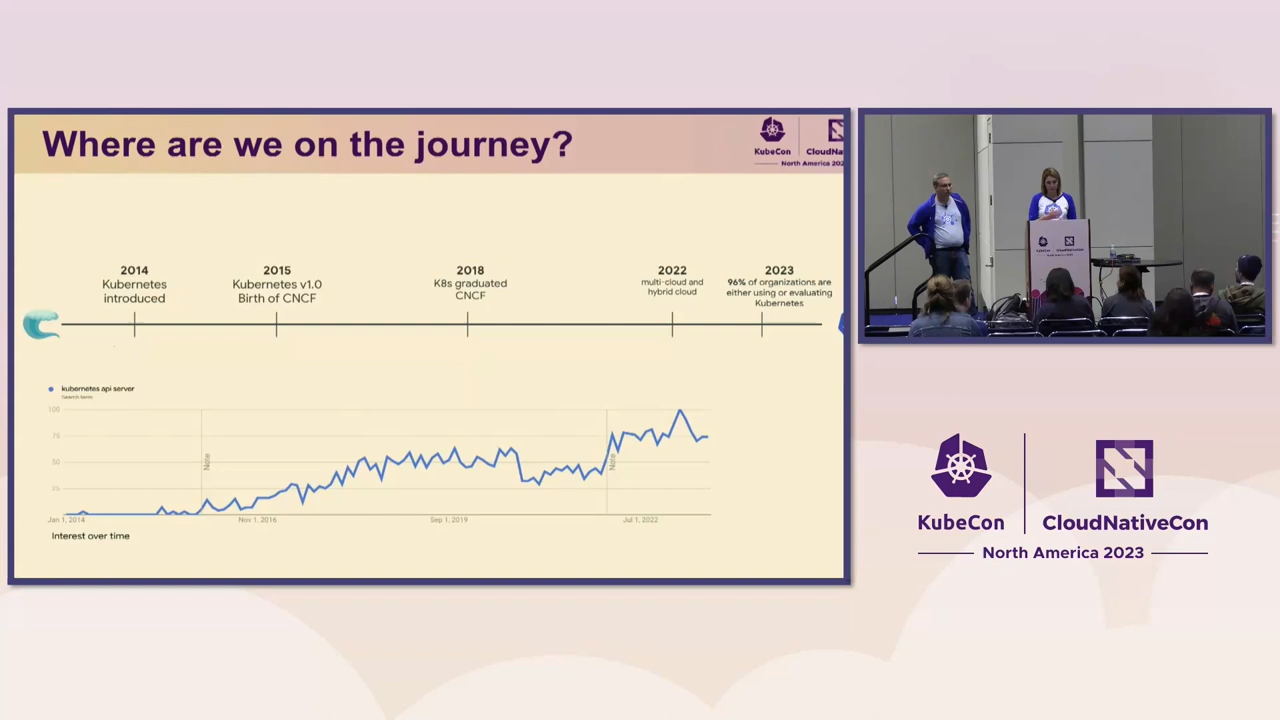 Where are we on the journey?
KubeCon
North America 2023
2014
Kubernetes
introduced
2015
Kubernetes v1.0
Birth of CNCF
2018
K8s graduated
CNCF
2022
multi-cloud and
hybrid cloud
2023
96% of organizations are
either using or evaluating
Kubernetes
kubernetes api server
Search term
100
75
50
25
Note
Note
Jan 1, 2014
Nov 1, 2016
Sep 1, 2019
Jul 1, 2022
Interest over time
KubeCon
CloudNativeCon
North America 2023